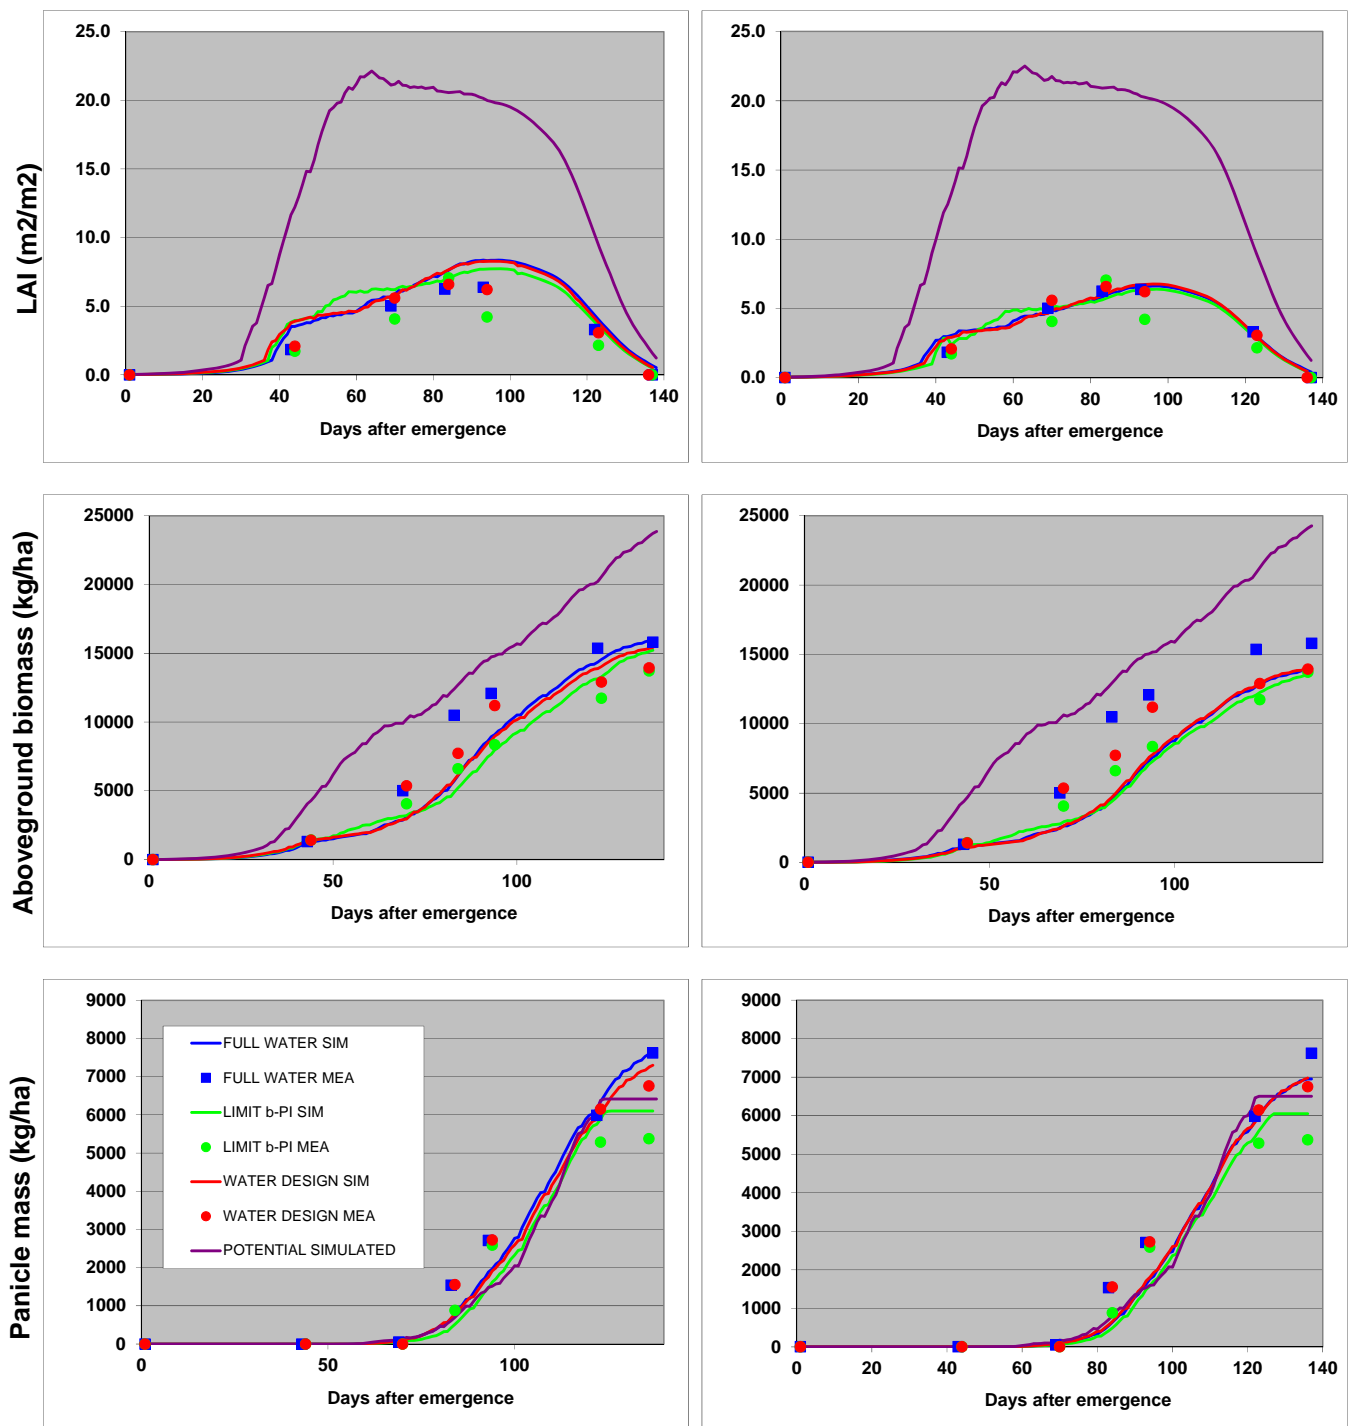 LAI (m2/m2)
25.0
20.0
15.0
10.0
5.0
0.0
0 20 40 60 80 100 120 140
Days after emergence
25.0
20.0
15.0
10.0
5.0
0.0
0 20 40 60 80 100 120 140
Days after emergence
Aboveground biomass (kg/ha)
25000
20000
15000
10000
5000
0
0 50 100
Days after emergence
25000
20000
15000
10000
5000
0
0 50 100
Days after emergence
Panicle mass (kg/ha)
9000
8000
7000
6000
5000
4000
3000
2000
1000
0
FULL WATER SIM
FULL WATER MEA
LIMIT b-PI SIM
LIMIT b-PI MEA
WATER DESIGN SIM
WATER DESIGN MEA
POTENTIAL SIMULATED
0 50 100
Days after emergence
9000
8000
7000
6000
5000
4000
3000
2000
1000
0
0 20 40 60 80 100 120 140
Days after emergence